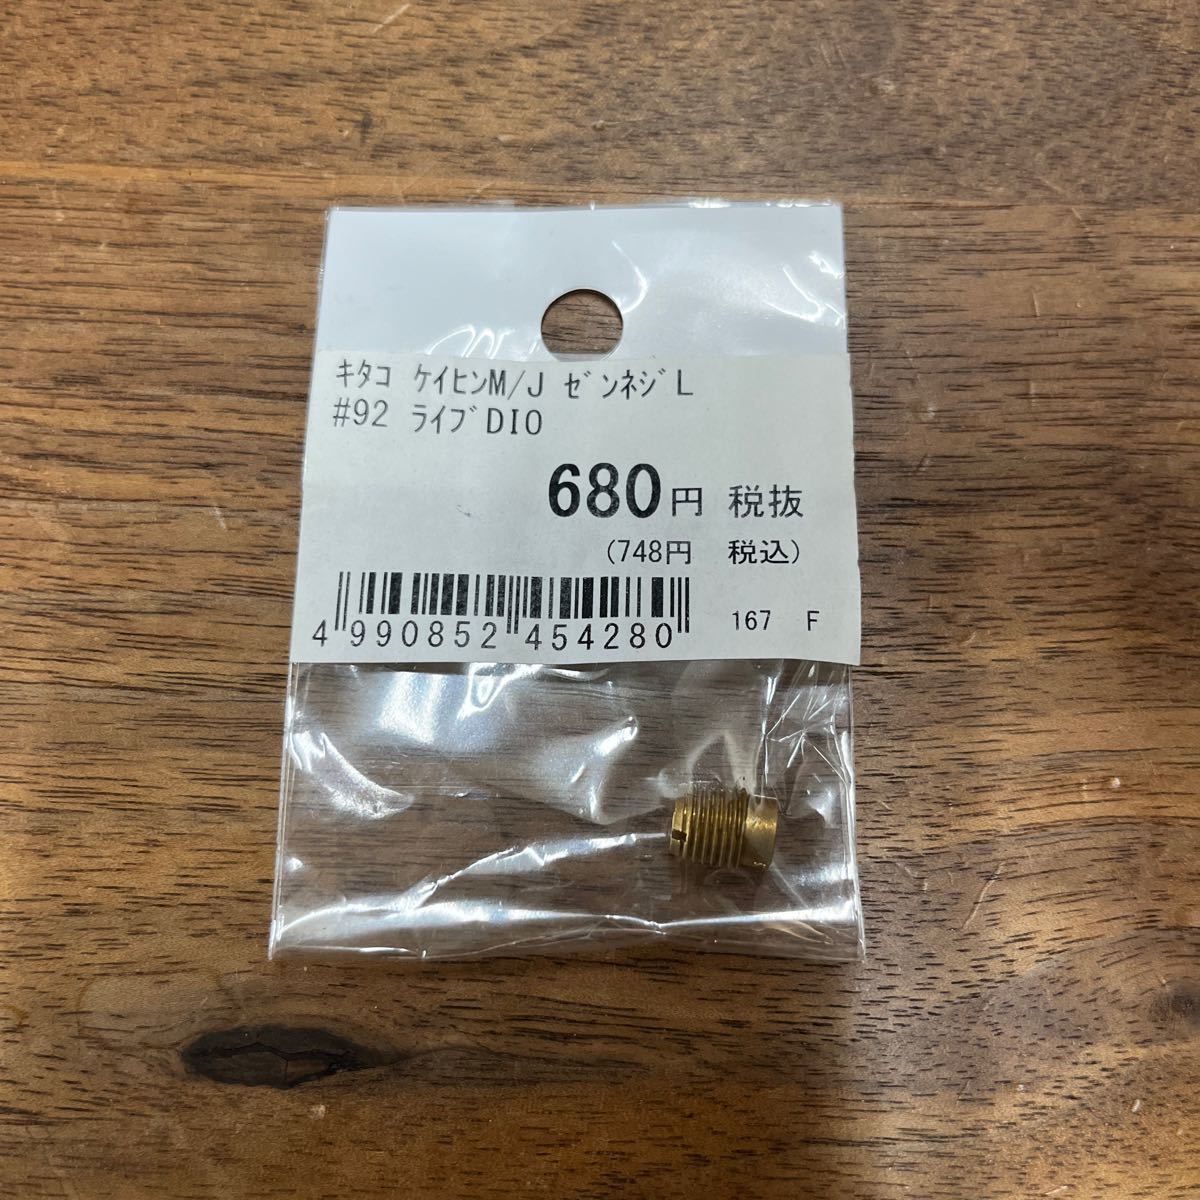 ｷﾀｺ ｹｲﾋﾝM/J ｾﾞﾝﾈｼﾞL
#92 ﾗｲﾌﾞDIO
680円 税抜
(748円 税込)
4 990852 454280
167 F